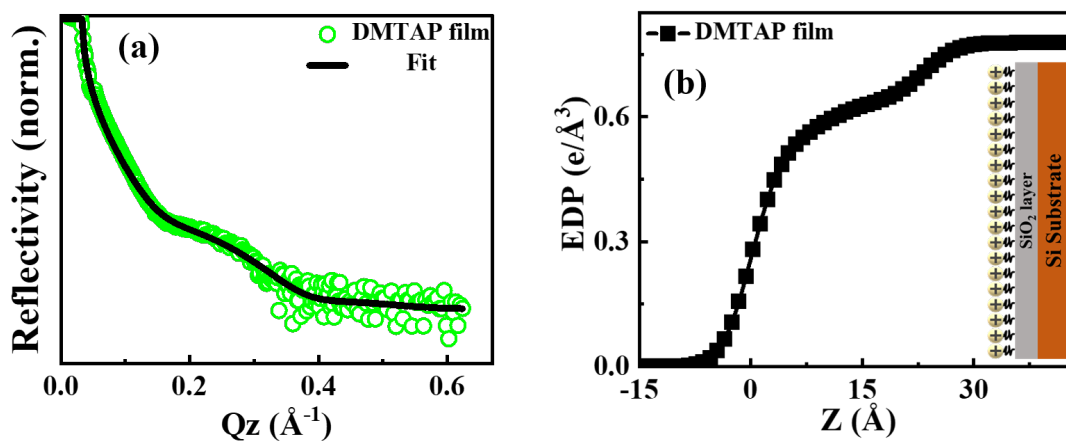 (a)
DMTAP film
Fit
Reflectivity (norm.)
0.0 0.2 0.4 0.6
Qz (Å⁻¹)
(b)
DMTAP film
EDP (e/Å³)
0.6
0.3
0.0
-15 0 15 30
Z (Å)
SiO₂ layer
Si Substrate